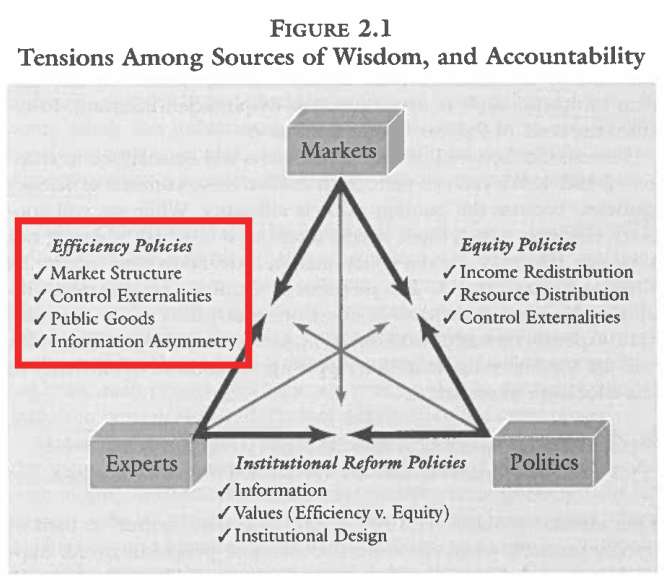 FIGURE 2.1
Tensions Among Sources of Wisdom, and Accountability
Markets
Efficiency Policies
✓ Market Structure
✓ Control Externalities
✓ Public Goods
✓ Information Asymmetry
Equity Policies
✓ Income Redistribution
✓ Resource Distribution
✓ Control Externalities
Experts
Politics
Institutional Reform Policies
✓ Information
✓ Values (Efficiency v. Equity)
✓ Institutional Design